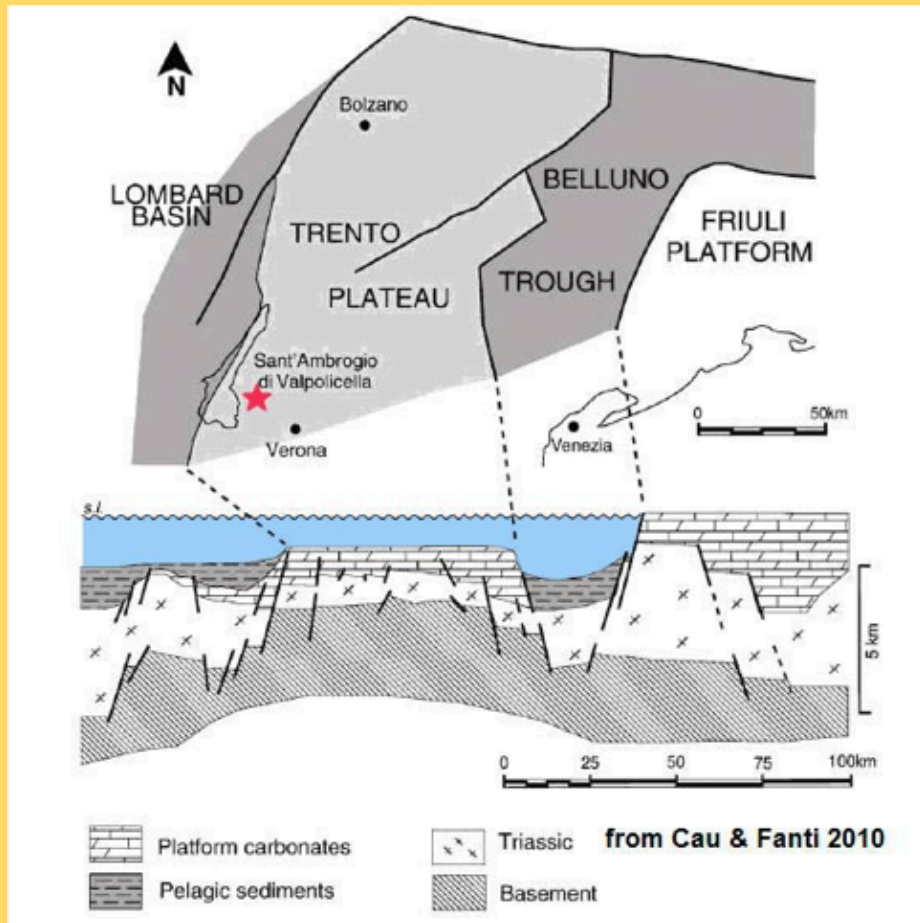 N
Bolzano
LOMBARD
BASIN
BELLUNO
FRIULI
PLATFORM
TRENTO
TROUGH
PLATEAU
Sant'Ambrogio
di Valpolicella
0 50km
Verona
Venezia
s.l.
5 km
0 25 50 75 100km
Platform carbonates
Triassic
from Cau & Fanti 2010
Pelagic sediments
Basement